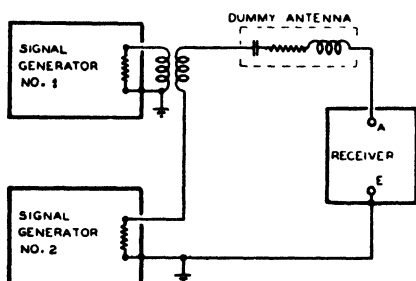 DUMMY ANTENNA
SIGNAL
GENERATOR
NO. 1
A
RECEIVER
E
SIGNAL
GENERATOR
NO. 2